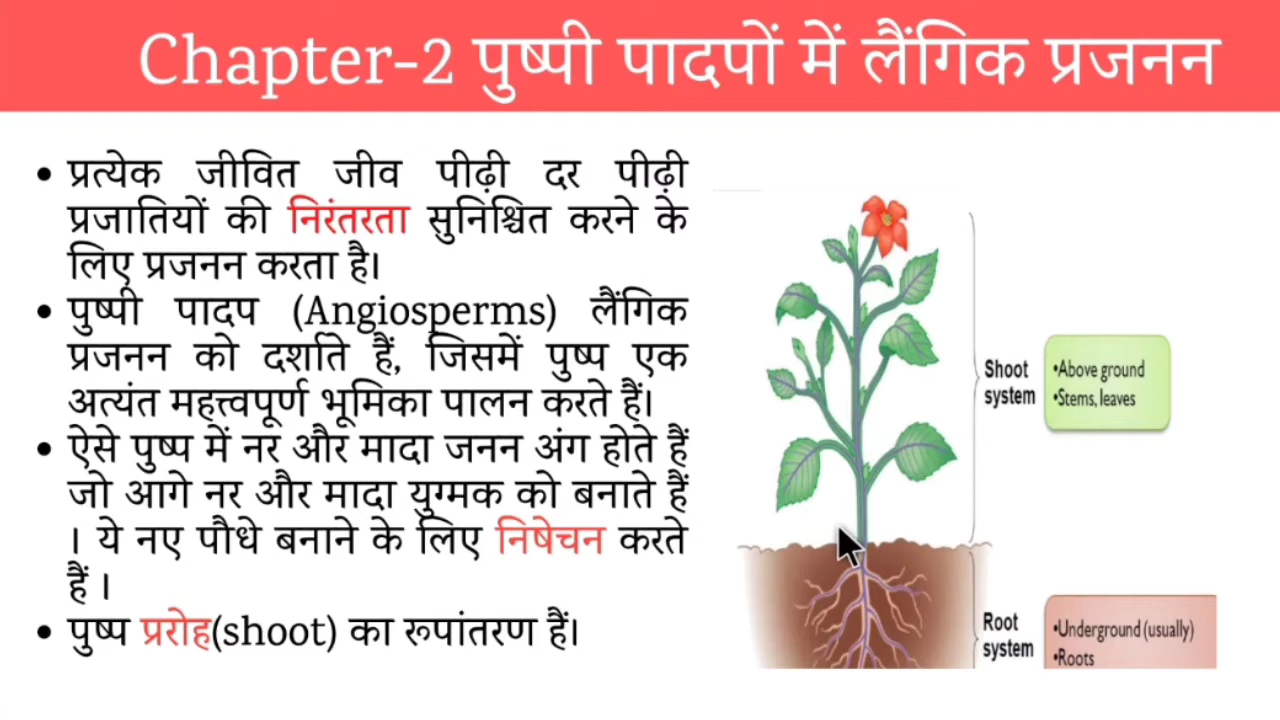 Chapter-2 पुष्पी पादपों में लैंगिक प्रजनन
• प्रत्येक जीवित जीव पीढ़ी दर पीढ़ी
प्रजातियों की निरंतरता सुनिश्चित करने के
लिए प्रजनन करता है।
• पुष्पी पादप (Angiosperms) लैंगिक
प्रजनन को दर्शाते हैं, जिसमें पुष्प एक
अत्यंत महत्त्वपूर्ण भूमिका पालन करते हैं।
• ऐसे पुष्प में नर और मादा जनन अंग होते हैं
जो आगे नर और मादा युग्मक को बनाते हैं
। ये नए पौधे बनाने के लिए निषेचन करते
हैं ।
• पुष्प प्ररोह(shoot) का रूपांतरण हैं।
Shoot
system
•Above ground
•Stems, leaves
Root
system
•Underground (usually)
•Roots